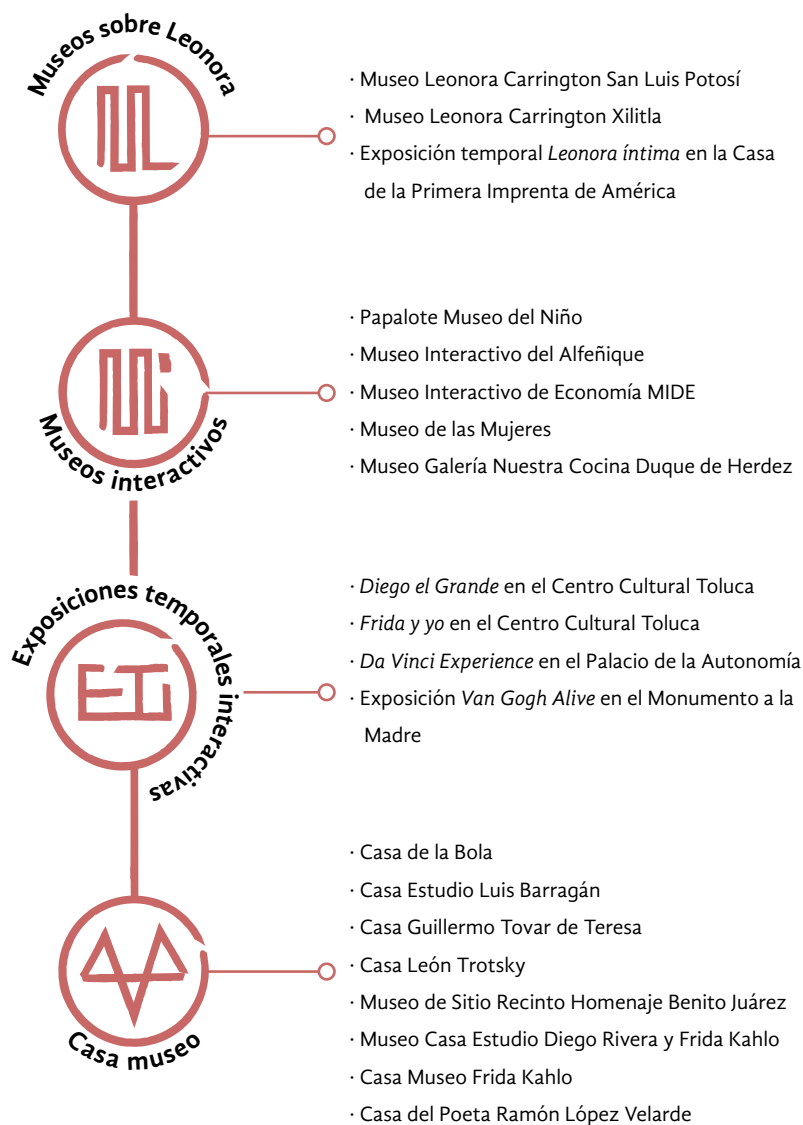 Museos sobre Leonora
· Museo Leonora Carrington San Luis Potosí
· Museo Leonora Carrington Xilitla
· Exposición temporal Leonora íntima en la Casa
de la Primera Imprenta de América
Museos interactivos
· Papalote Museo del Niño
· Museo Interactivo del Alfeñique
· Museo Interactivo de Economía MIDE
· Museo de las Mujeres
· Museo Galería Nuestra Cocina Duque de Herdez
Exposiciones temporales interactivas
· Diego el Grande en el Centro Cultural Toluca
· Frida y yo en el Centro Cultural Toluca
· Da Vinci Experience en el Palacio de la Autonomía
· Exposición Van Gogh Alive en el Monumento a la
Madre
Casa museo
· Casa de la Bola
· Casa Estudio Luis Barragán
· Casa Guillermo Tovar de Teresa
· Casa León Trotsky
· Museo de Sitio Recinto Homenaje Benito Juárez
· Museo Casa Estudio Diego Rivera y Frida Kahlo
· Casa Museo Frida Kahlo
· Casa del Poeta Ramón López Velarde